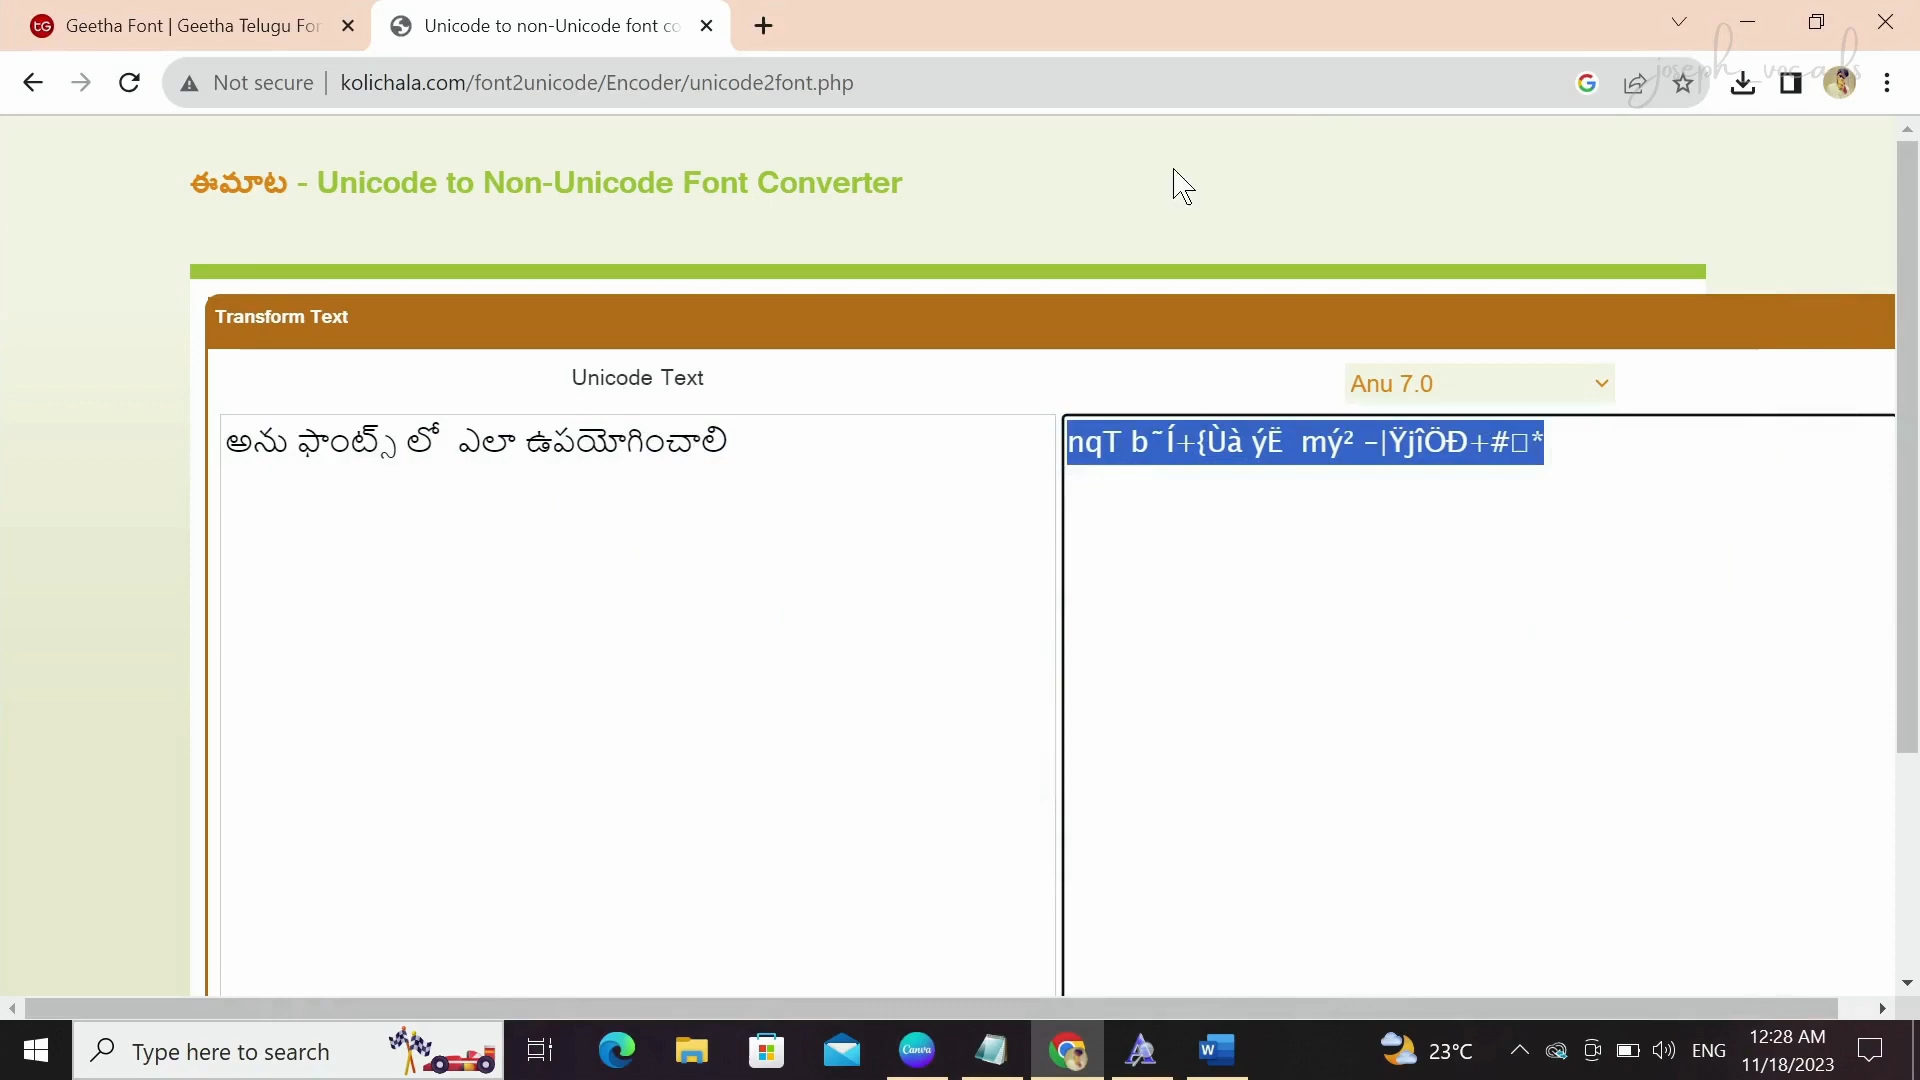 Geetha Font | Geetha Telugu For
Unicode to non-Unicode font co
Not secure
kolichala.com/font2unicode/Encoder/unicode2font.php
joseph_vocals
ఈమాట - Unicode to Non-Unicode Font Converter
Transform Text
Unicode Text
Anu 7.0
అను ఫాంట్స్ లో ఎలా ఉపయోగించాలి
nqT b˜Í+{Ùà ýË mý² -|ŸjîÖÐ+#□*
Type here to search
Canva
23°C
ENG
12:28 AM
11/18/2023